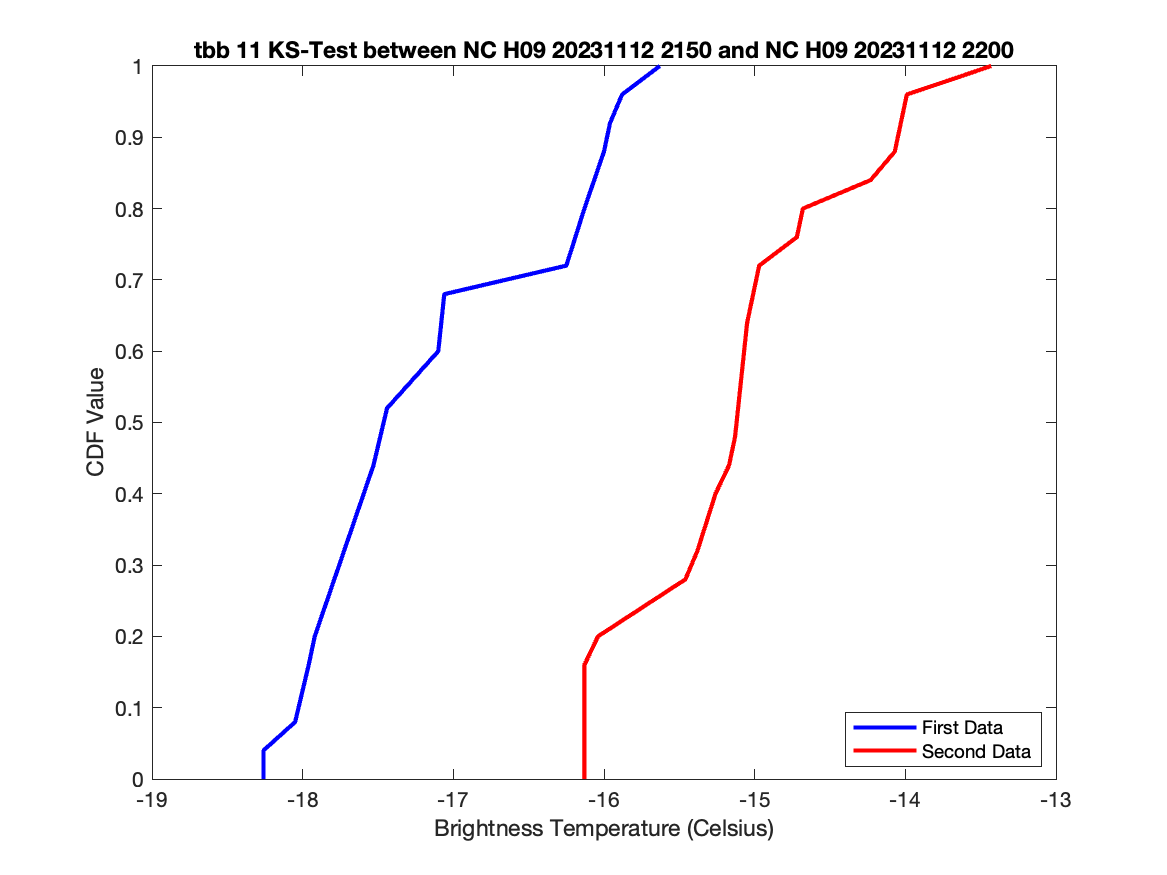 tbb 11 KS-Test between NC H09 20231112 2150 and NC H09 20231112 2200
1
0.9
0.8
0.7
0.6
0.5
0.4
0.3
0.2
0.1
0
CDF Value
-19 -18 -17 -16 -15 -14 -13
Brightness Temperature (Celsius)
First Data
Second Data